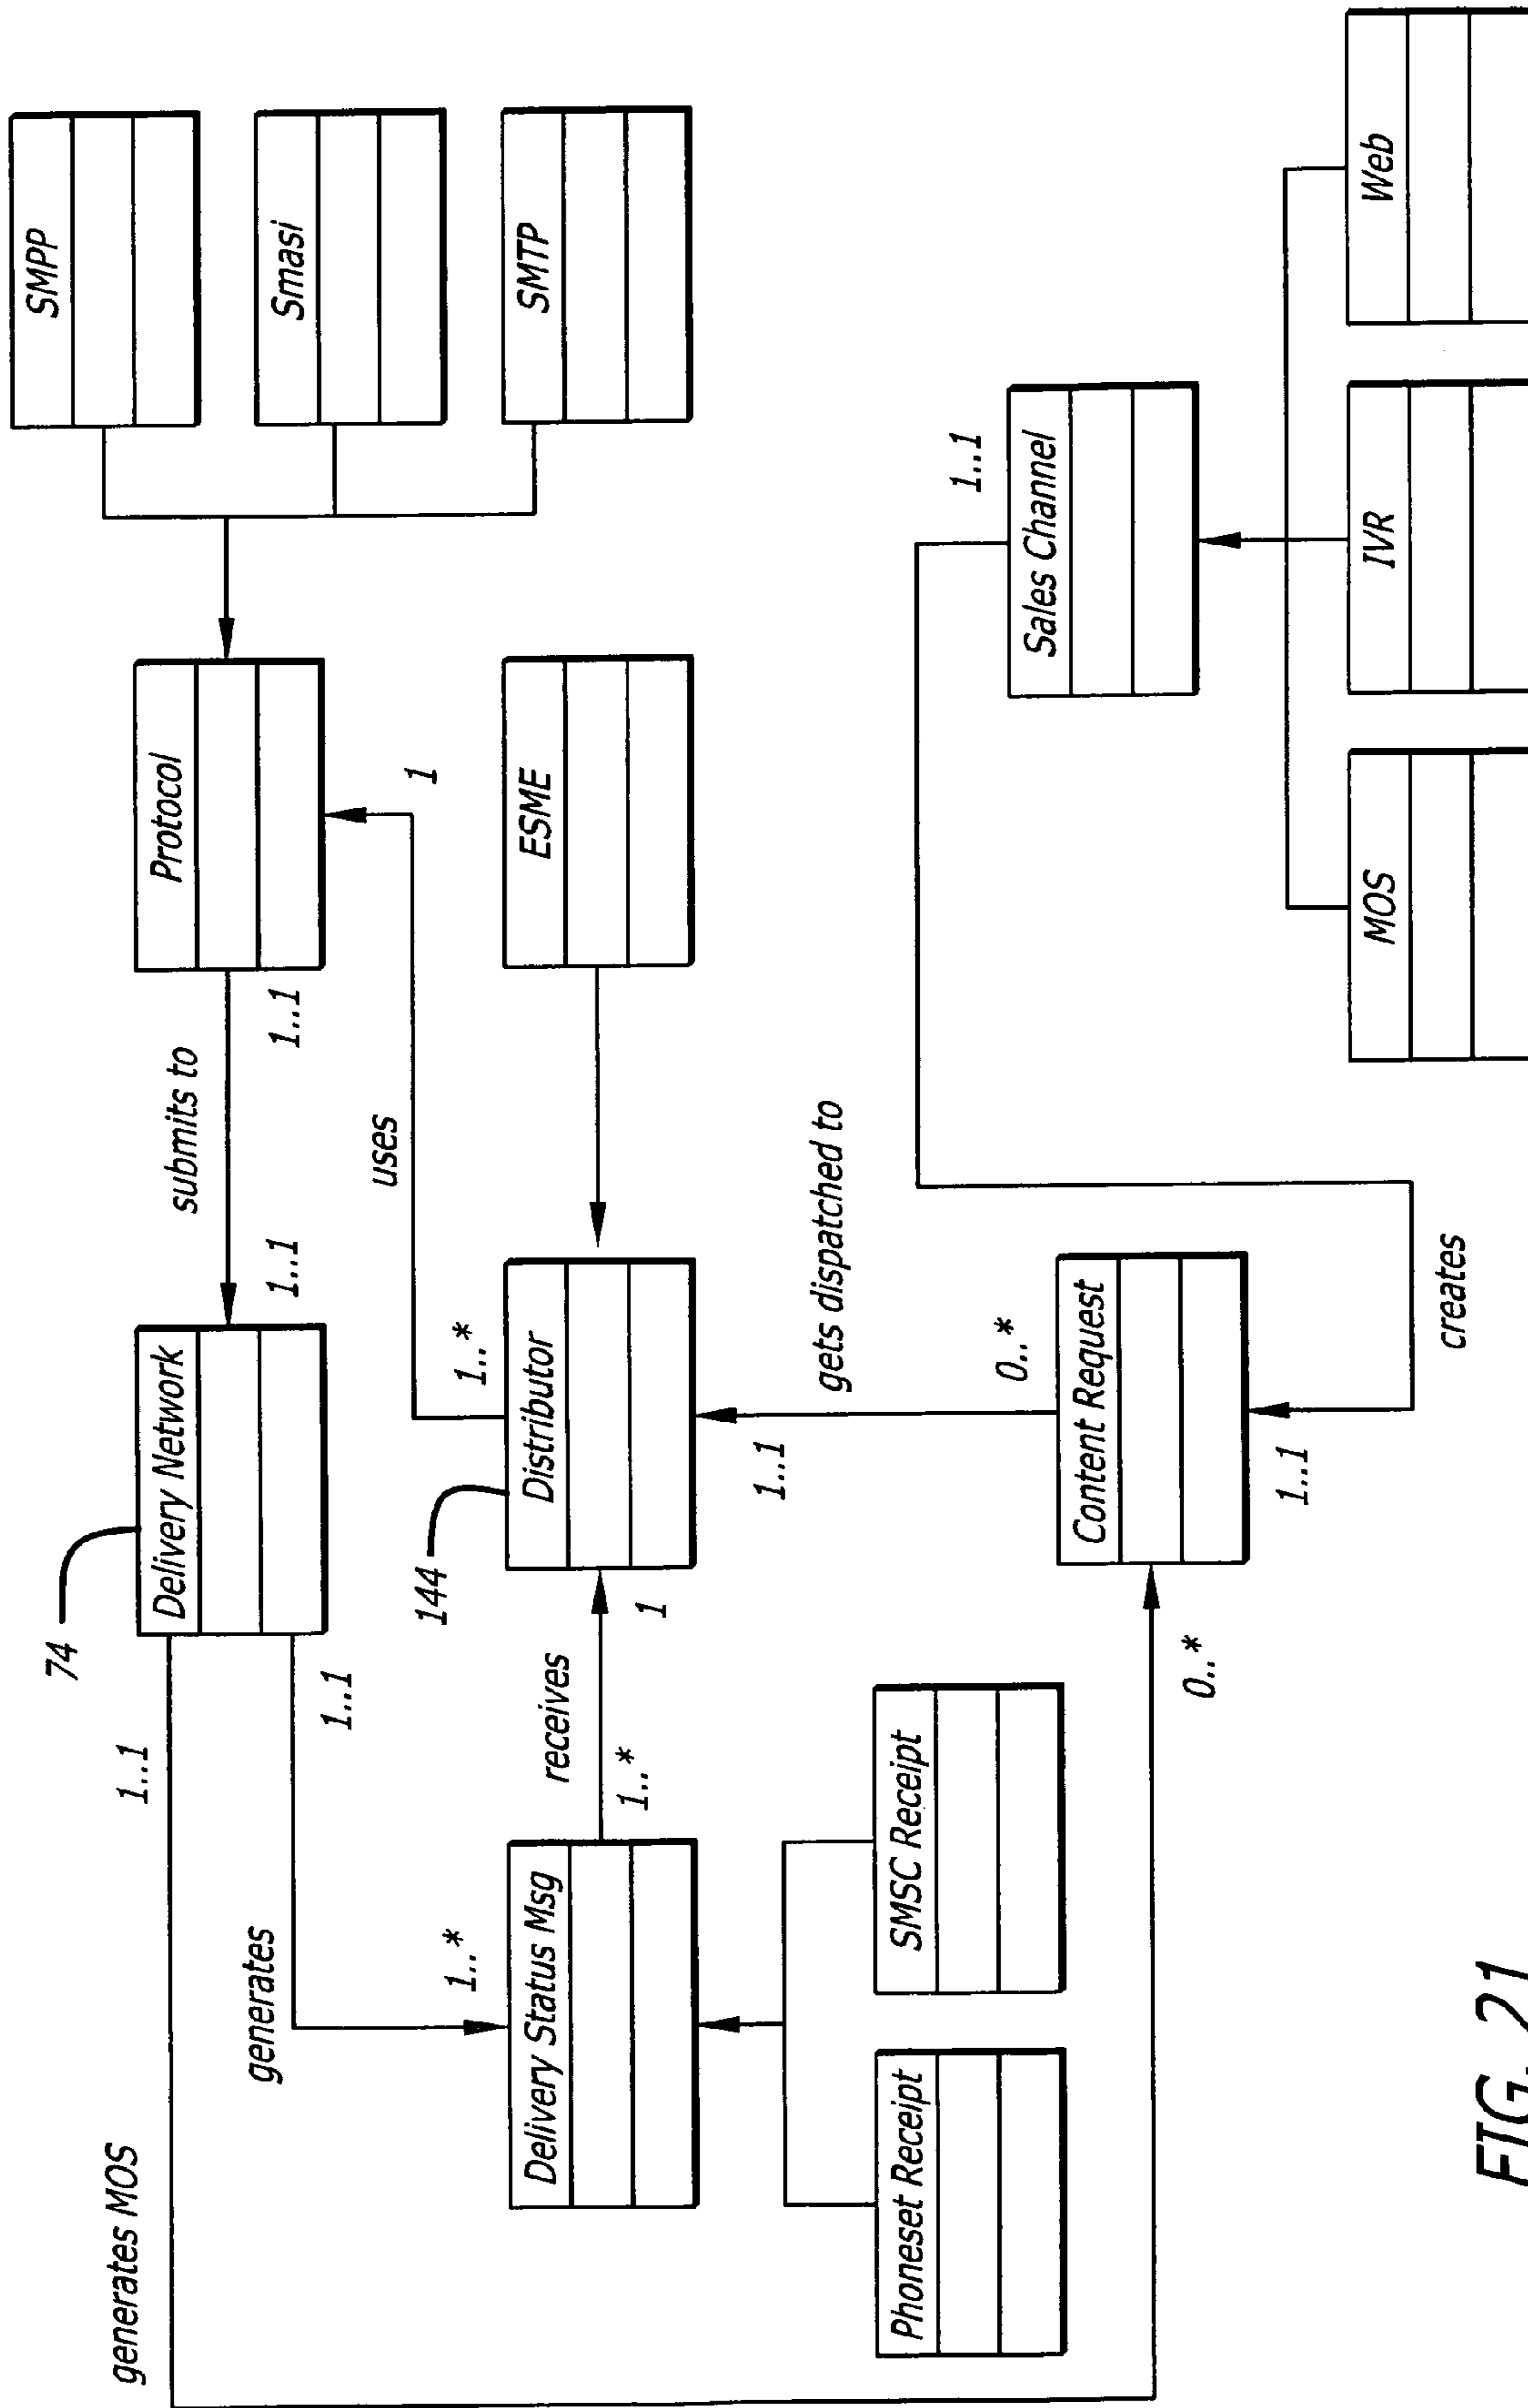 generates MOS
1..1
74
Delivery Network
submits to
1..1
1..1
Protocol
SMPP
Smasi
SMTP
generates
1..1
1..*
uses
1
Delivery Status Msg
receives
1..*
1
144
Distributor
1..*
ESME
Phoneset Receipt
SMSC Receipt
1..1
gets dispatched to
0..*
Content Request
0..*
1..1
creates
Sales Channel
1..1
MOS
IVR
Web
FIG. 21